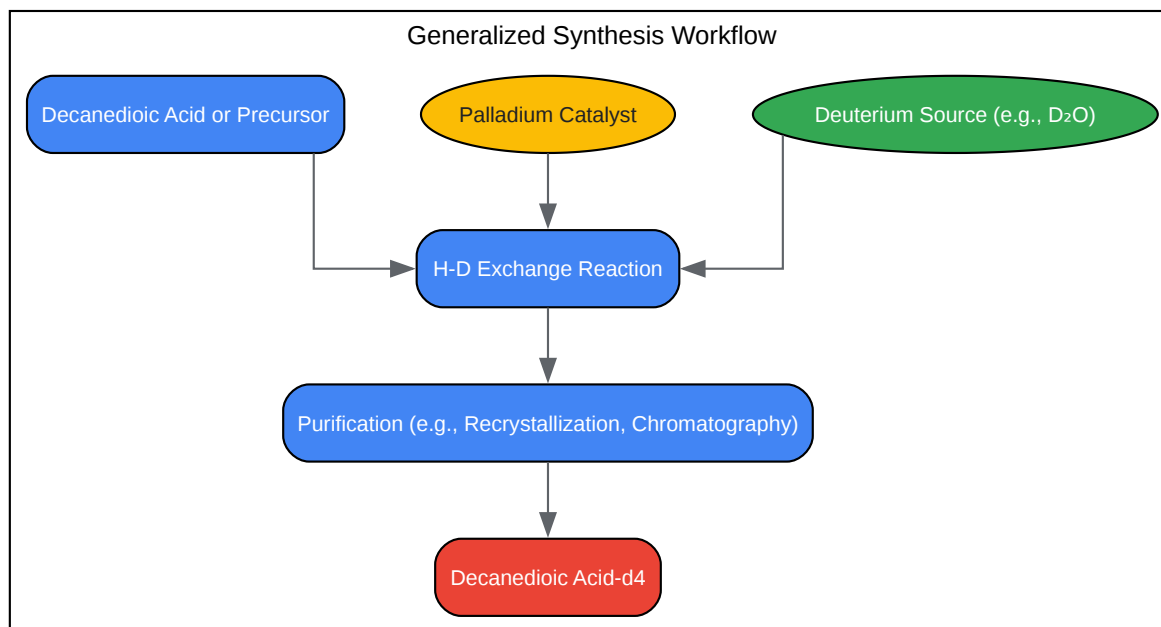 Generalized Synthesis Workflow
Decanedioic Acid or Precursor
Palladium Catalyst
Deuterium Source (e.g., D₂O)
H-D Exchange Reaction
Purification (e.g., Recrystallization, Chromatography)
Decanedioic Acid-d4